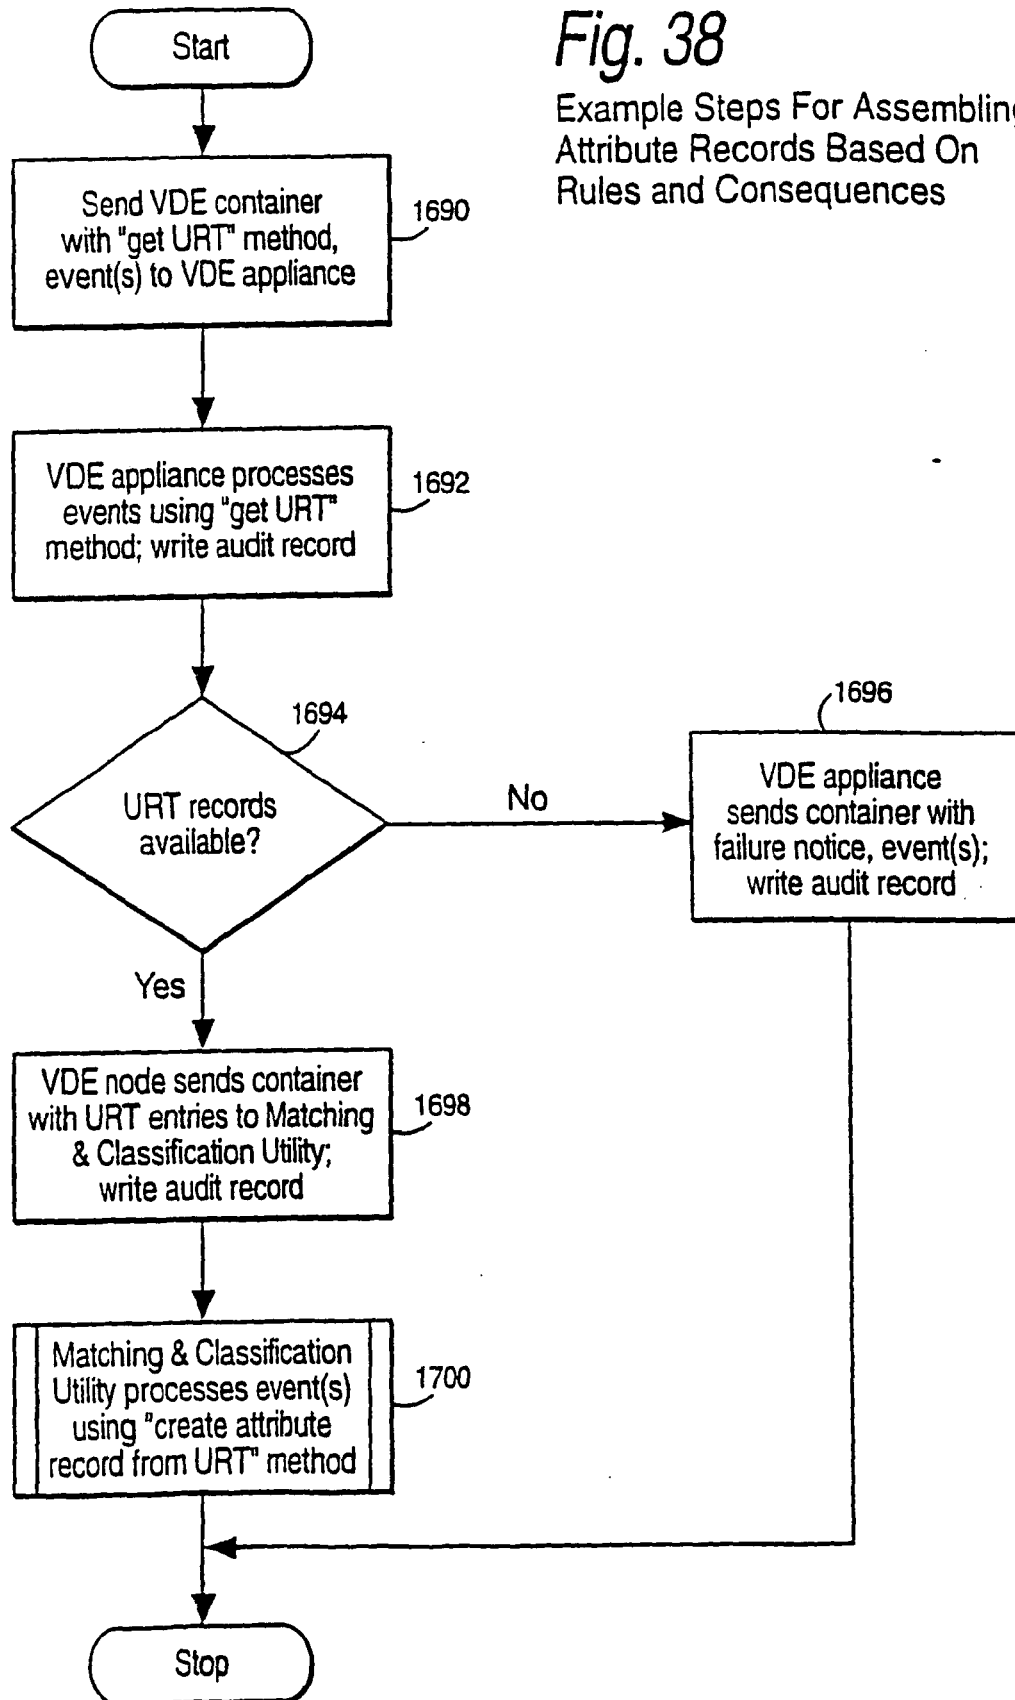 Fig. 38
Example Steps For Assembling
Attribute Records Based On
Rules and Consequences
Start
Send VDE container
with "get URT" method,
event(s) to VDE appliance
1690
VDE appliance processes
events using "get URT"
method; write audit record
1692
1694
URT records
available?
No
Yes
1696
VDE appliance
sends container with
failure notice, event(s);
write audit record
VDE node sends container
with URT entries to Matching
& Classification Utility;
write audit record
1698
Matching & Classification
Utility processes event(s)
using "create attribute
record from URT" method
1700
Stop